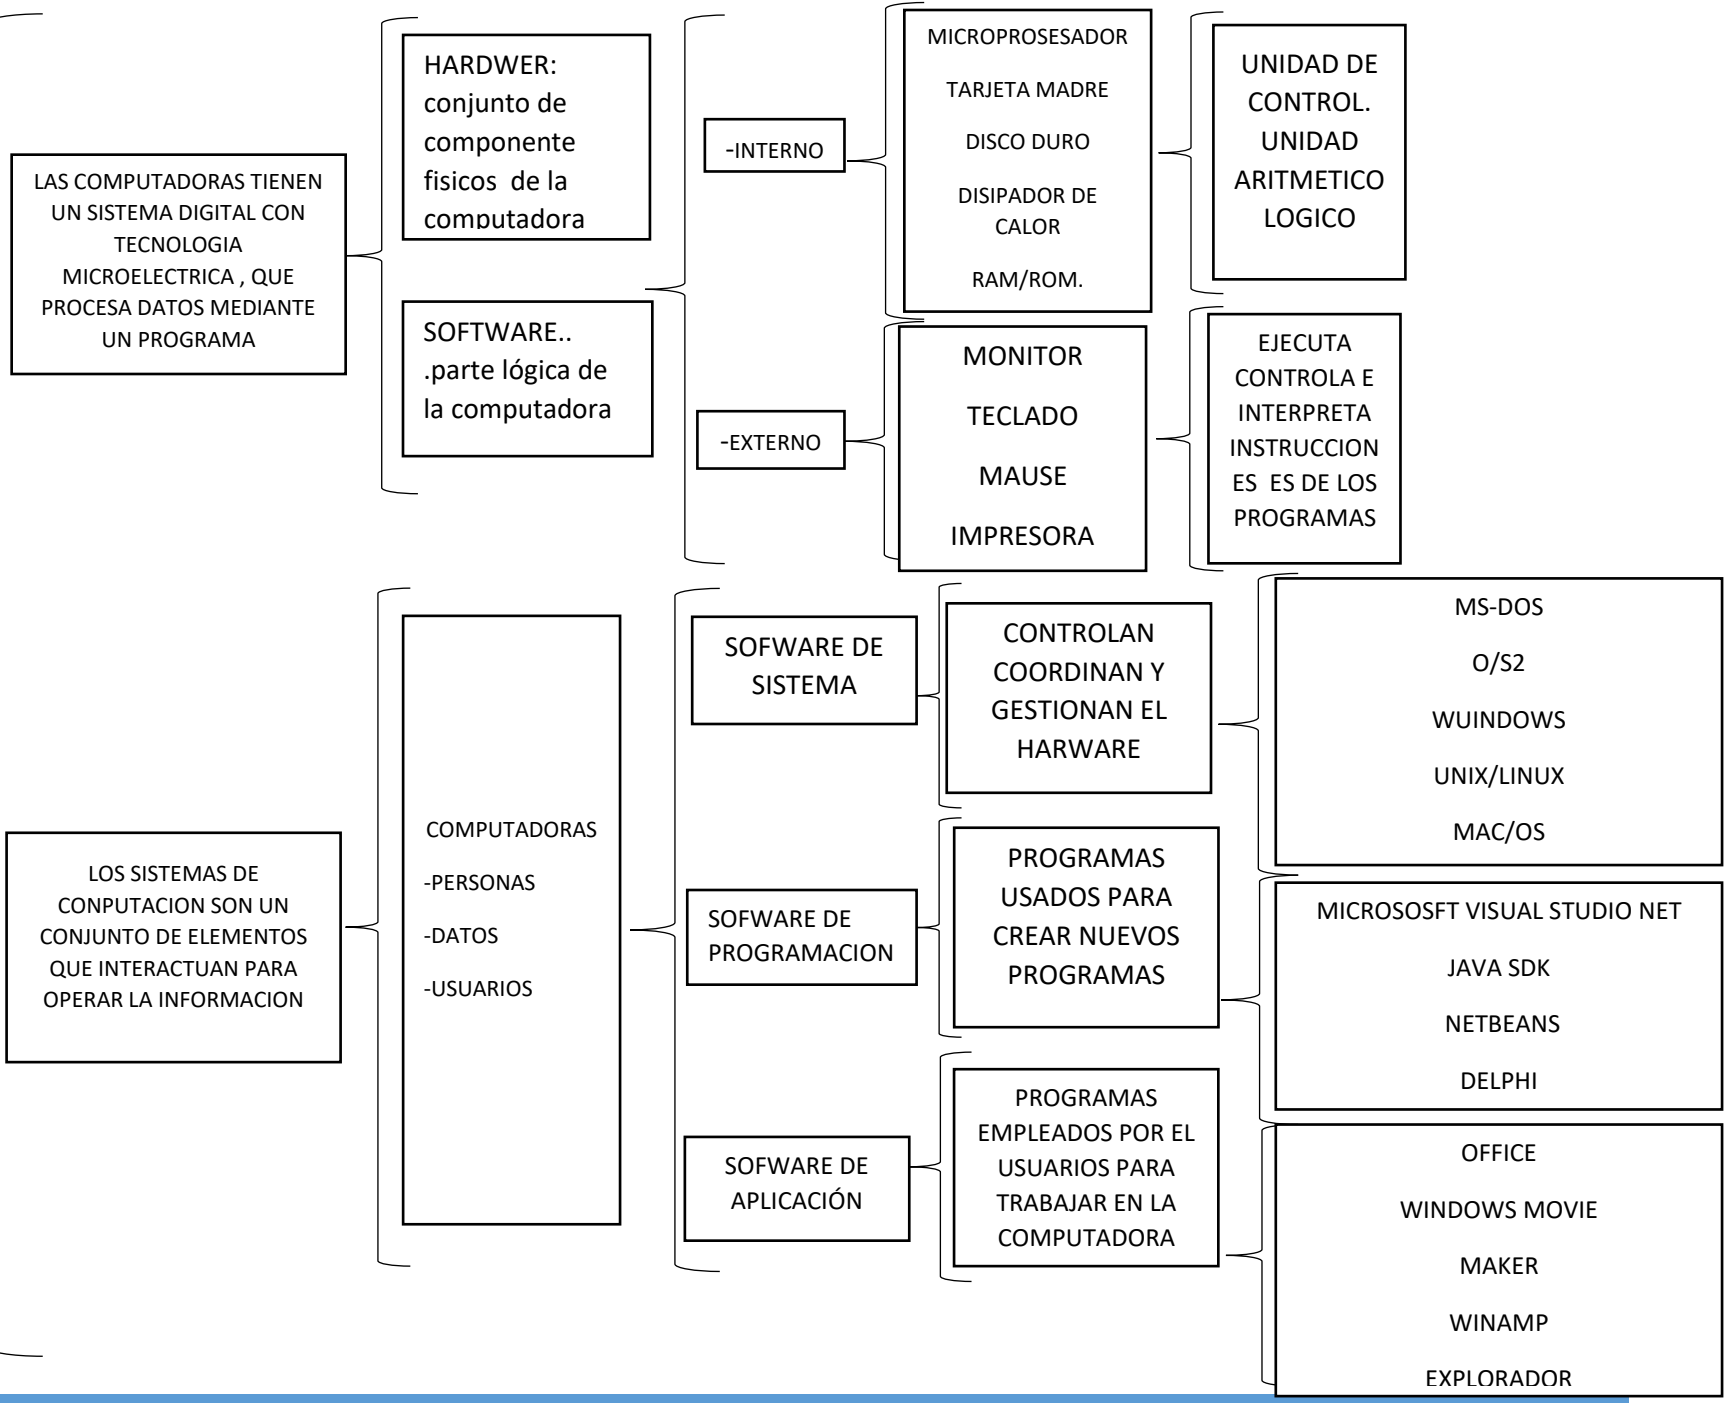 LAS COMPUTADORAS TIENEN
UN SISTEMA DIGITAL CON
TECNOLOGIA
MICROELECTRICA , QUE
PROCESA DATOS MEDIANTE
UN PROGRAMA
HARDWER:
conjunto de
componente
fisicos de la
computadora
SOFTWARE..
.parte lógica de
la computadora
-INTERNO
MICROPROSESADOR
TARJETA MADRE
DISCO DURO
DISIPADOR DE
CALOR
RAM/ROM.
UNIDAD DE
CONTROL.
UNIDAD
ARITMETICO
LOGICO
-EXTERNO
MONITOR
TECLADO
MAUSE
IMPRESORA
EJECUTA
CONTROLA E
INTERPRETA
INSTRUCCION
ES ES DE LOS
PROGRAMAS
LOS SISTEMAS DE
CONPUTACION SON UN
CONJUNTO DE ELEMENTOS
QUE INTERACTUAN PARA
OPERAR LA INFORMACION
COMPUTADORAS
-PERSONAS
-DATOS
-USUARIOS
SOFWARE DE
SISTEMA
CONTROLAN
COORDINAN Y
GESTIONAN EL
HARWARE
MS-DOS
O/S2
WUINDOWS
UNIX/LINUX
MAC/OS
SOFWARE DE
PROGRAMACION
PROGRAMAS
USADOS PARA
CREAR NUEVOS
PROGRAMAS
MICROSOSFT VISUAL STUDIO NET
JAVA SDK
NETBEANS
DELPHI
SOFWARE DE
APLICACIÓN
PROGRAMAS
EMPLEADOS POR EL
USUARIOS PARA
TRABAJAR EN LA
COMPUTADORA
OFFICE
WINDOWS MOVIE
MAKER
WINAMP
EXPLORADOR